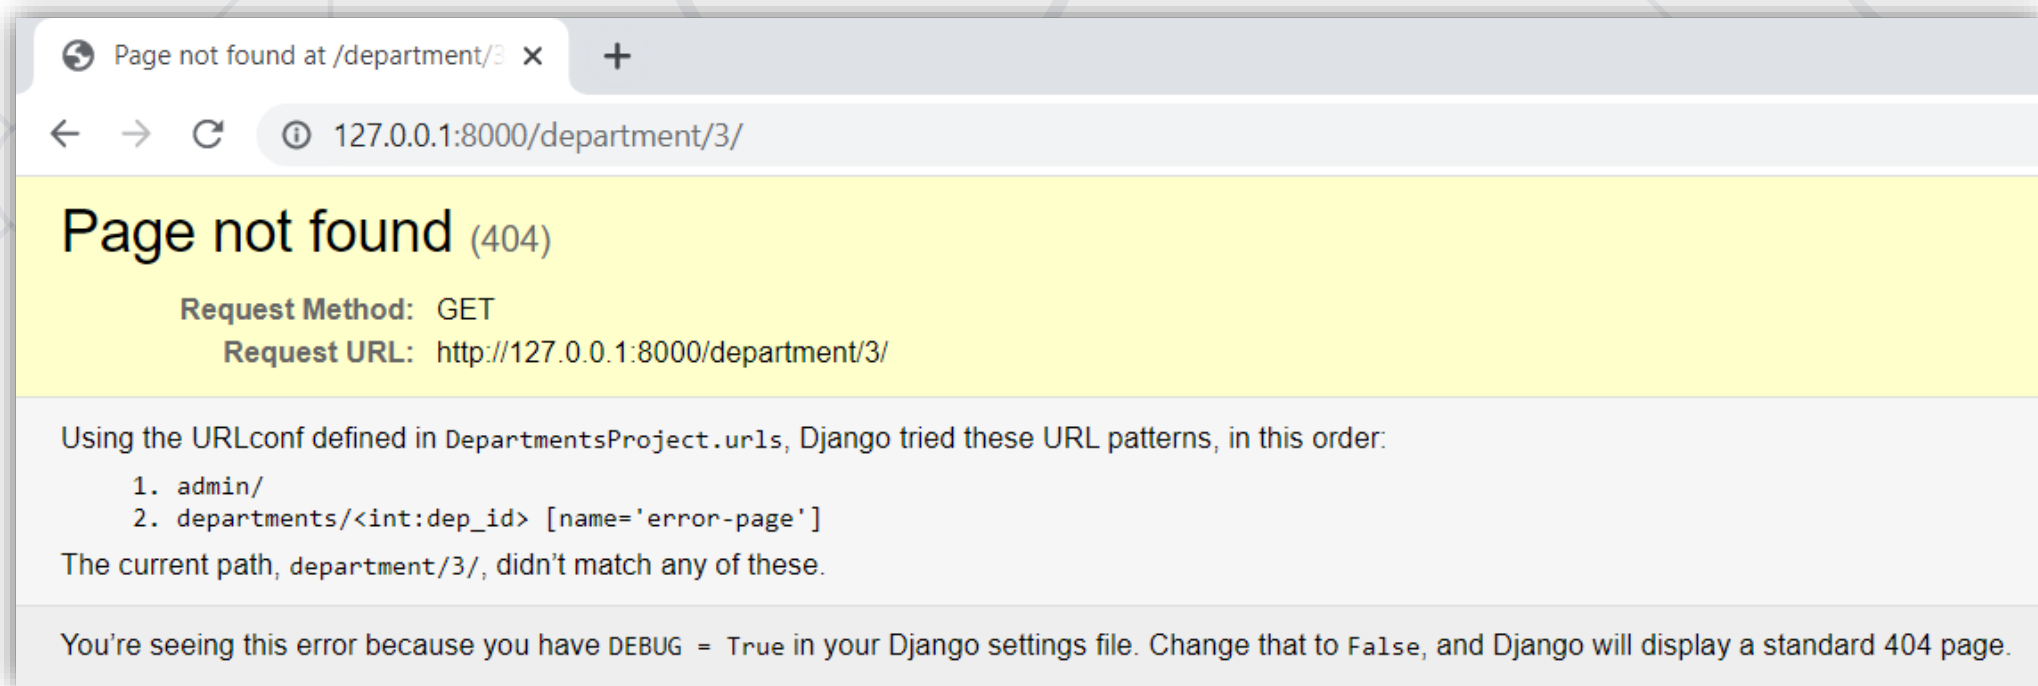 Page not found at /department/3
127.0.0.1:8000/department/3/
Page not found (404)
Request Method: GET
Request URL: http://127.0.0.1:8000/department/3/
Using the URLconf defined in DepartmentsProject.urls, Django tried these URL patterns, in this order:
1. admin/
2. departments/<int:dep_id> [name='error-page']
The current path, department/3/, didn’t match any of these.
You’re seeing this error because you have DEBUG = True in your Django settings file. Change that to False, and Django will display a standard 404 page.